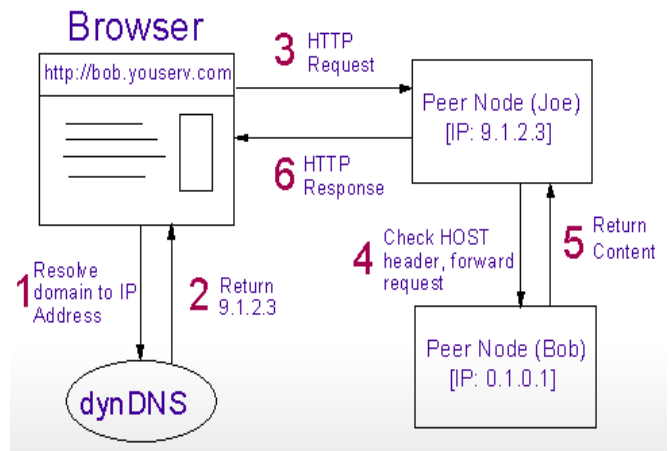 Browser
http://bob.youserv.com
3 HTTP
Request
Peer Node (Joe)
[IP: 9.1.2.3]
6 HTTP
Response
1 Resolve
domain to IP
Address
2 Return
9.1.2.3
4 Check HOST
header, forward
request
5 Return
Content
dynDNS
Peer Node (Bob)
[IP: 0.1.0.1]